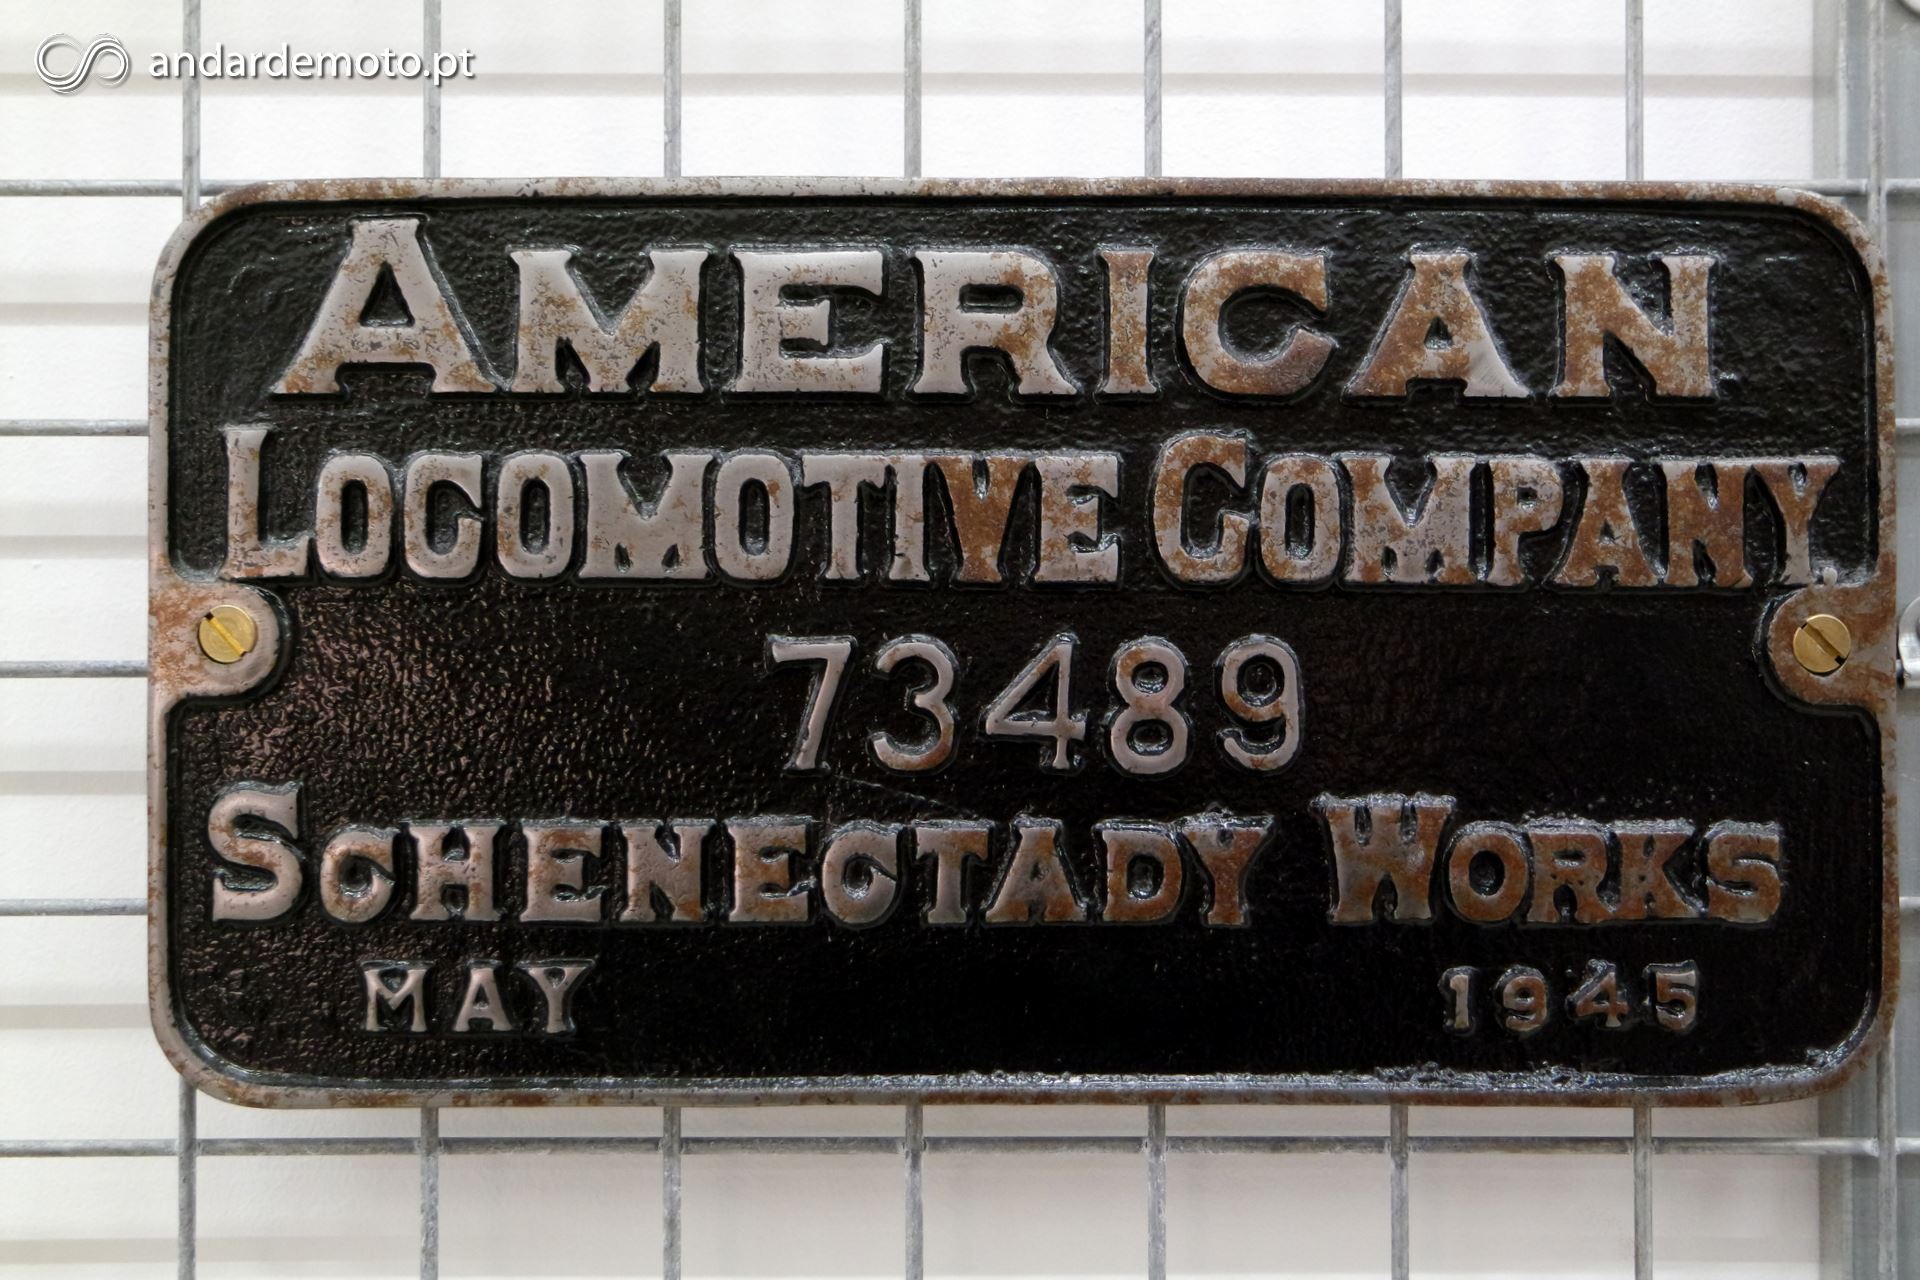 andardemoto.pt
AMERICAN
LOCOMOTIVE COMPANY.
73489
SCHENECTADY WORKS
MAY 1945